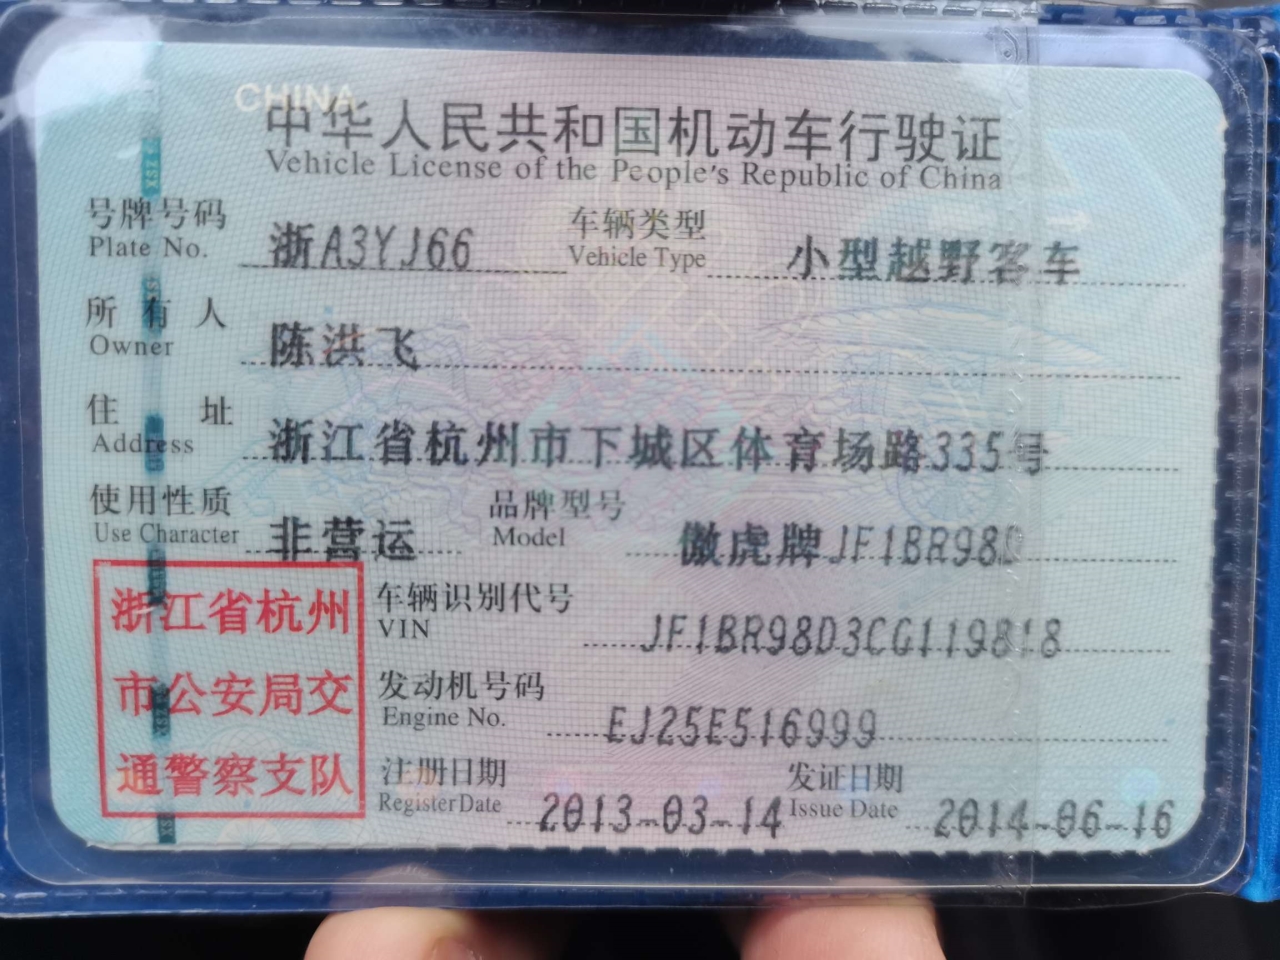 CHINA
中华人民共和国机动车行驶证
Vehicle License of the People's Republic of China
号牌号码 浙A3YJ66 车辆类型 小型越野客车
Plate No. Vehicle Type
所有人 陈洪飞
Owner
住址 浙江省杭州市下城区体育场路335号
Address
使用性质 非营运 品牌型号 傲虎牌JF1BR98D
Use Character Model
浙江省杭州
市公安局交
通警察支队
车辆识别代号 JF1BR98D3CG119818
VIN
发动机号码 EJ25E516999
Engine No.
注册日期 2013-03-14 发证日期 2014-06-16
Register Date Issue Date